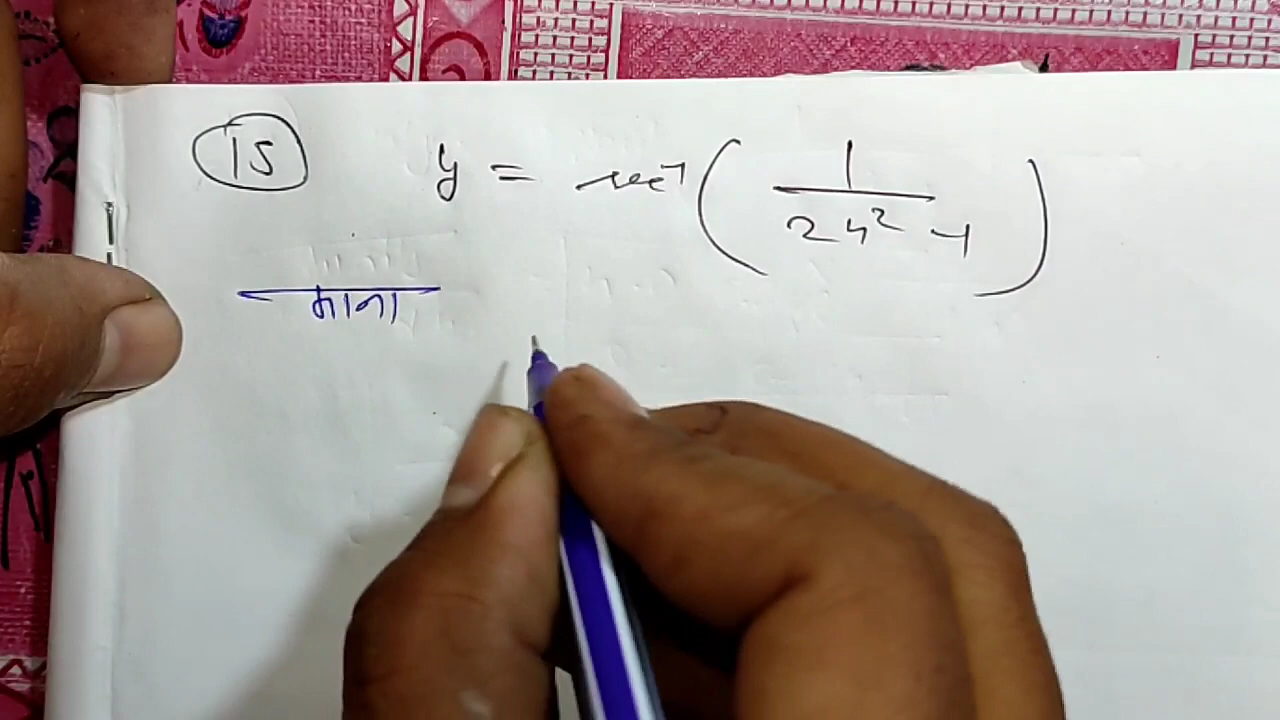 15 y = sec⁻¹ ( 1 / 2x² -1 )
माना